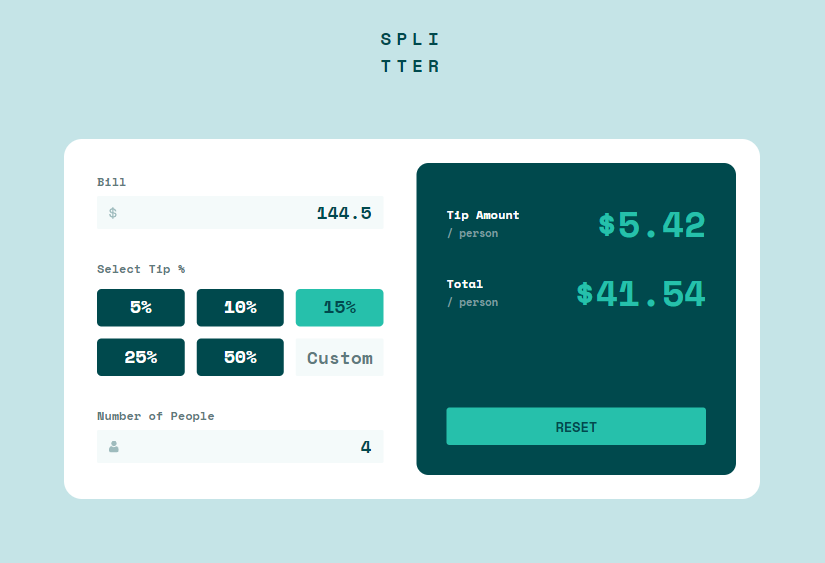 SPLI
TTER
Bill
$ 144.5
Select Tip %
5% 10% 15%
25% 50% Custom
Number of People
4
Tip Amount
/ person
$5.42
Total
/ person
$41.54
RESET